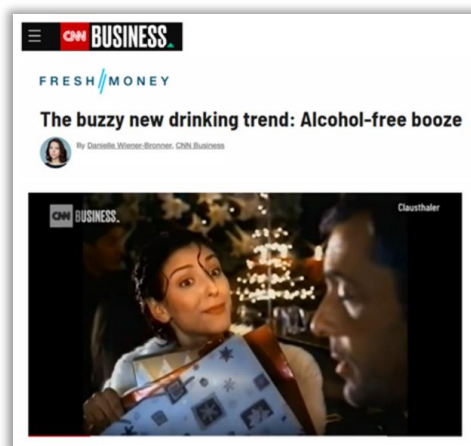 CNN BUSINESS
FRESH//MONEY
The buzzy new drinking trend: Alcohol-free booze
By Danielle Wiener-Bronner, CNN Business
CNN BUSINESS.
Clausthaler